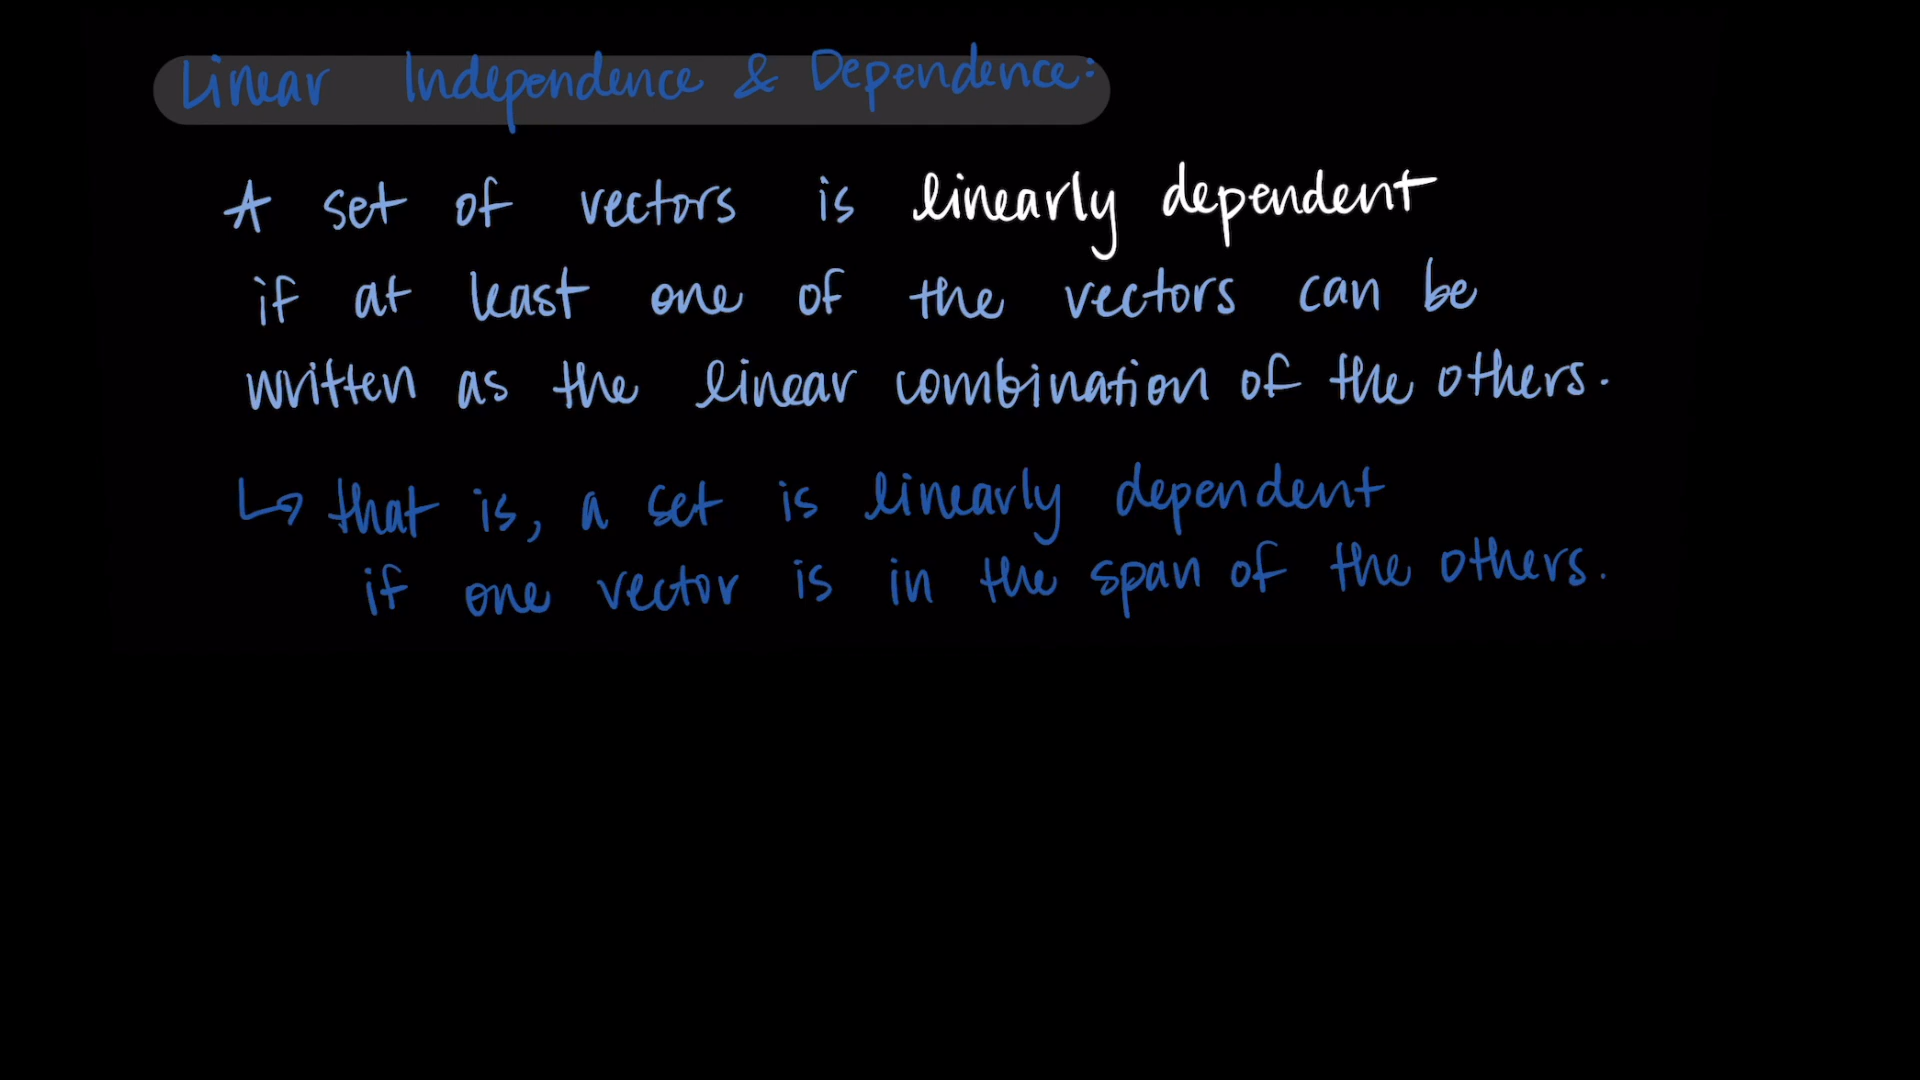 Linear Independence & Dependence:
A set of vectors is linearly dependent
if at least one of the vectors can be
written as the linear combination of the others.
↳ that is, a set is linearly dependent
if one vector is in the span of the others.